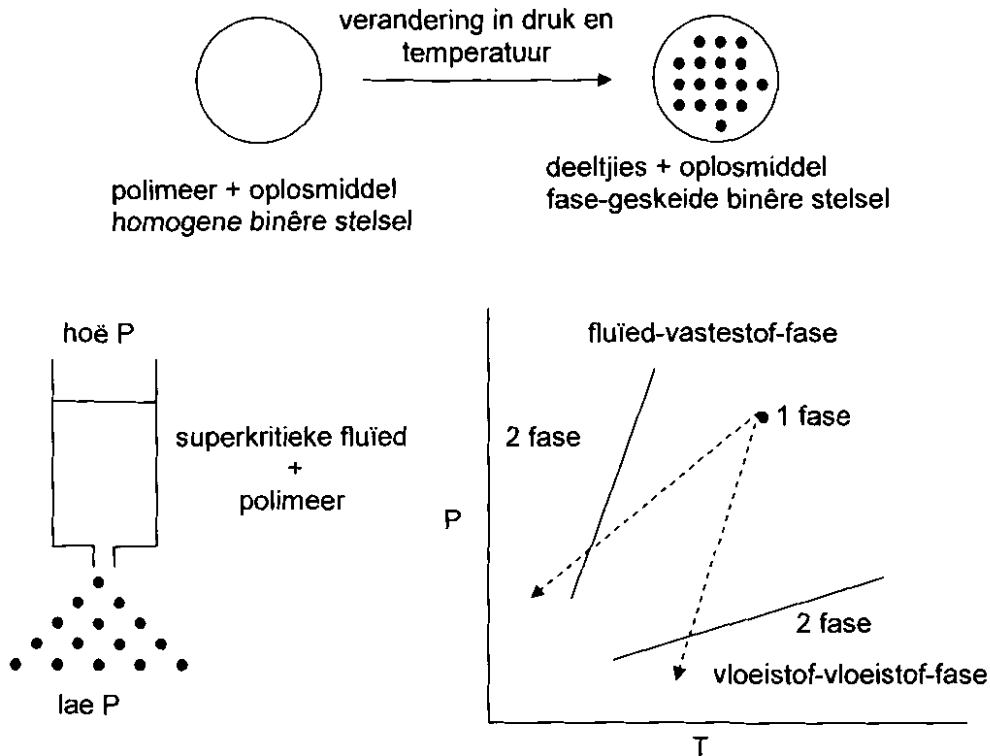 verandering in druk en
temperatuur
polimeer + oplosmiddel
homogene binêre stelsel
deeltjies + oplosmiddel
fase-geskeide binêre stelsel
hoë P
superkritieke fluïed
+
polimeer
lae P
fluïed-vastestof-fase
2 fase
1 fase
P
2 fase
vloeistof-vloeistof-fase
T